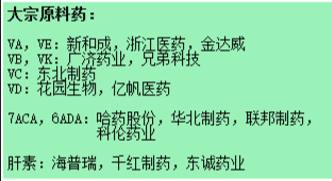 大宗原料药：
VA，VE：新和成，浙江医药，金达威
VB，VK：广济药业，兄弟科技
VC：东北制药
VD：花园生物，亿帆医药
7ACA，6ADA：哈药股份，华北制药，联邦制药，
科伦药业
肝素：海普瑞，千红制药，东诚药业